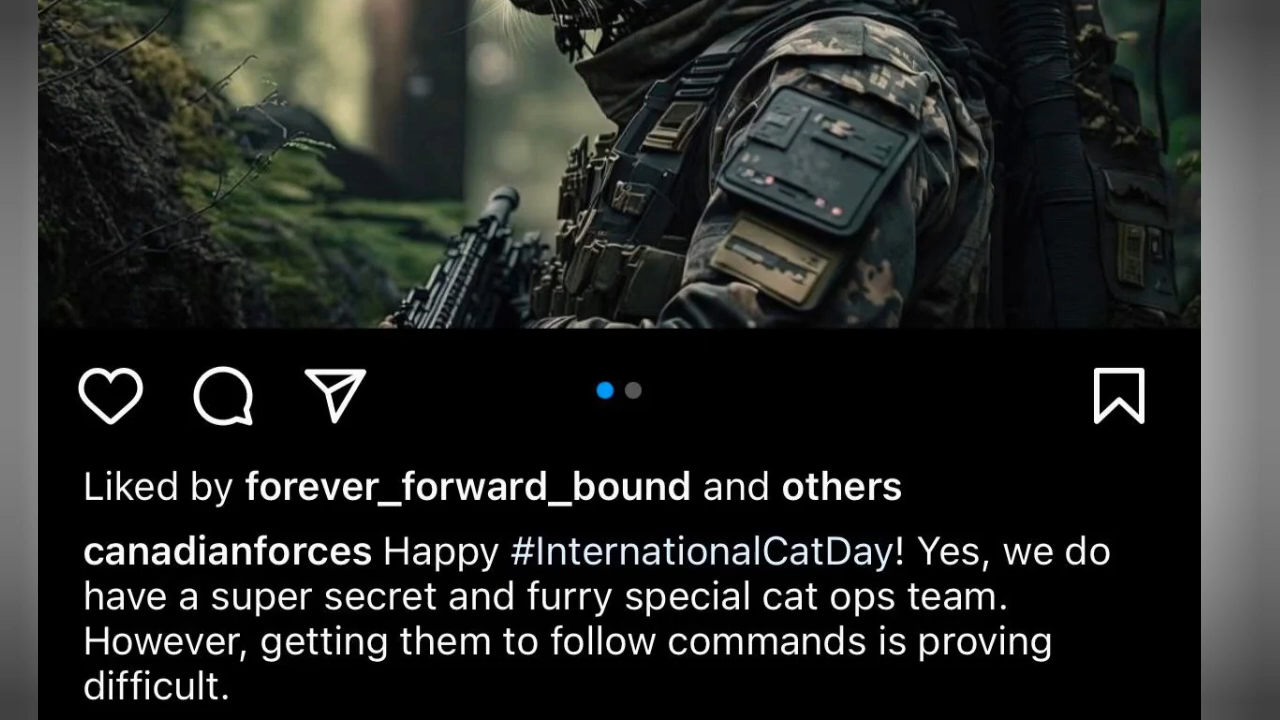 Liked by forever_forward_bound and others
canadianforces Happy #InternationalCatDay! Yes, we do
have a super secret and furry special cat ops team.
However, getting them to follow commands is proving
difficult.